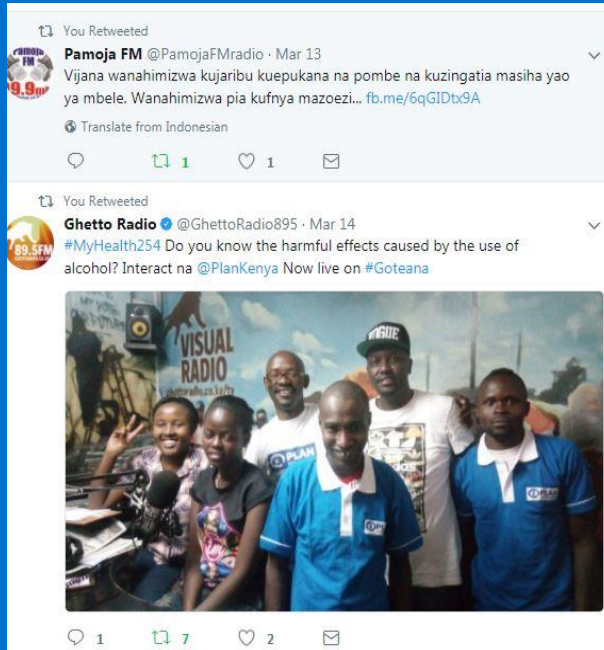 You Retweeted
Pamoja FM @PamojaFMradio · Mar 13
Vijana wanahimizwa kujaribu kuepukana na pombe na kuzingatia masiha yao
ya mbele. Wanahimizwa pia kufnya mazoezi... fb.me/6qGIDtx9A
Translate from Indonesian
1 1
You Retweeted
Ghetto Radio @GhettoRadio895 · Mar 14
#MyHealth254 Do you know the harmful effects caused by the use of
alcohol? Interact na @PlanKenya Now live on #Goteana
89.5FM
VISUAL
RADIO
VOGUE
PLAN
adidas
PLAN
PLAN
1 7 2